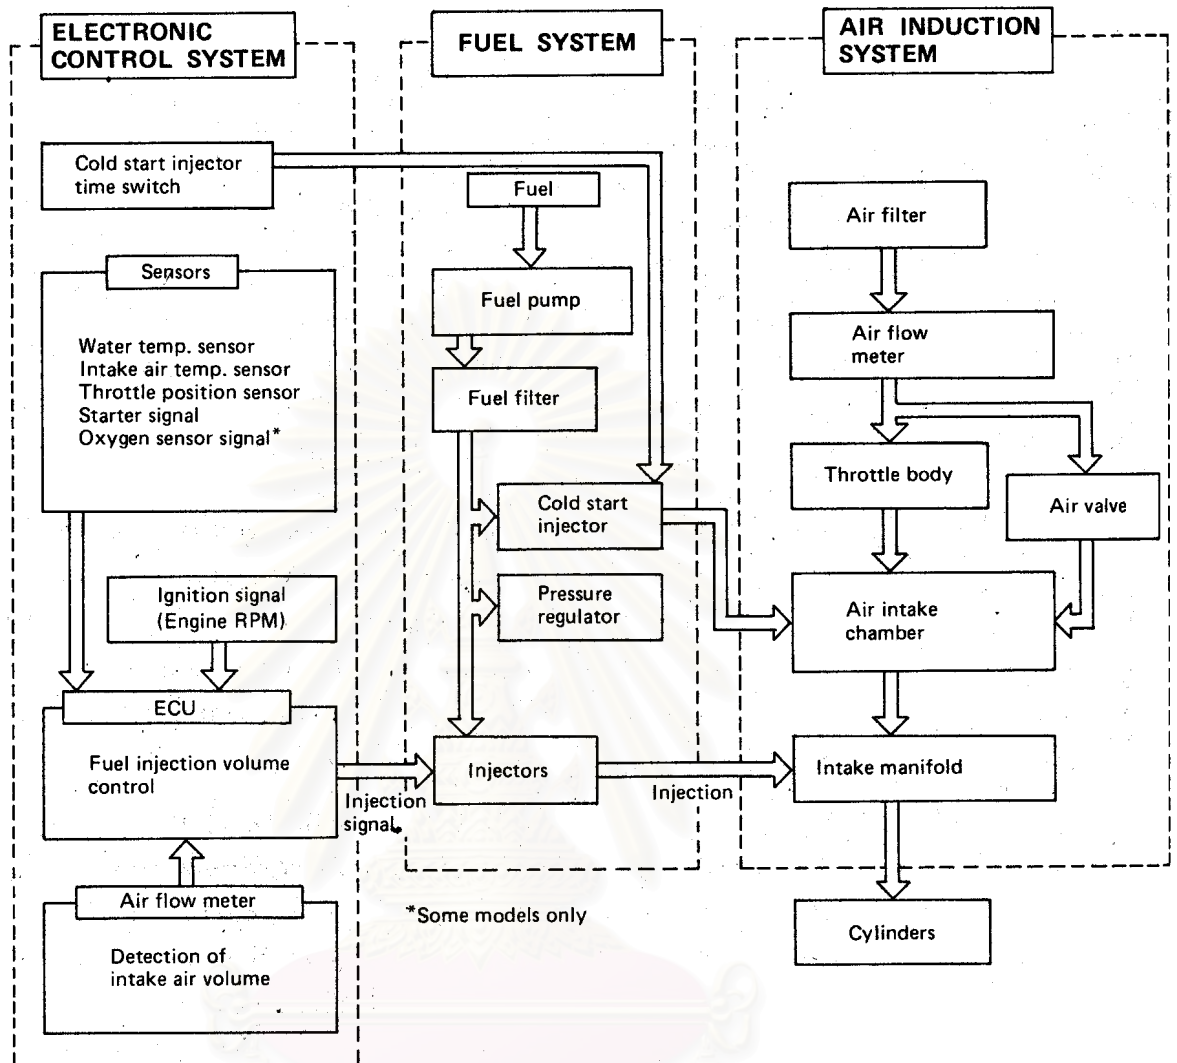 ELECTRONIC
CONTROL SYSTEM
Cold start injector
time switch
Sensors
Water temp. sensor
Intake air temp. sensor
Throttle position sensor
Starter signal
Oxygen sensor signal*
Ignition signal
(Engine RPM)
ECU
Fuel injection volume
control
Injection
signal
Air flow meter
Detection of
intake air volume
FUEL SYSTEM
Fuel
Fuel pump
Fuel filter
Cold start
injector
Pressure
regulator
Injectors
Injection
*Some models only
AIR INDUCTION
SYSTEM
Air filter
Air flow
meter
Throttle body
Air valve
Air intake
chamber
Intake manifold
Cylinders